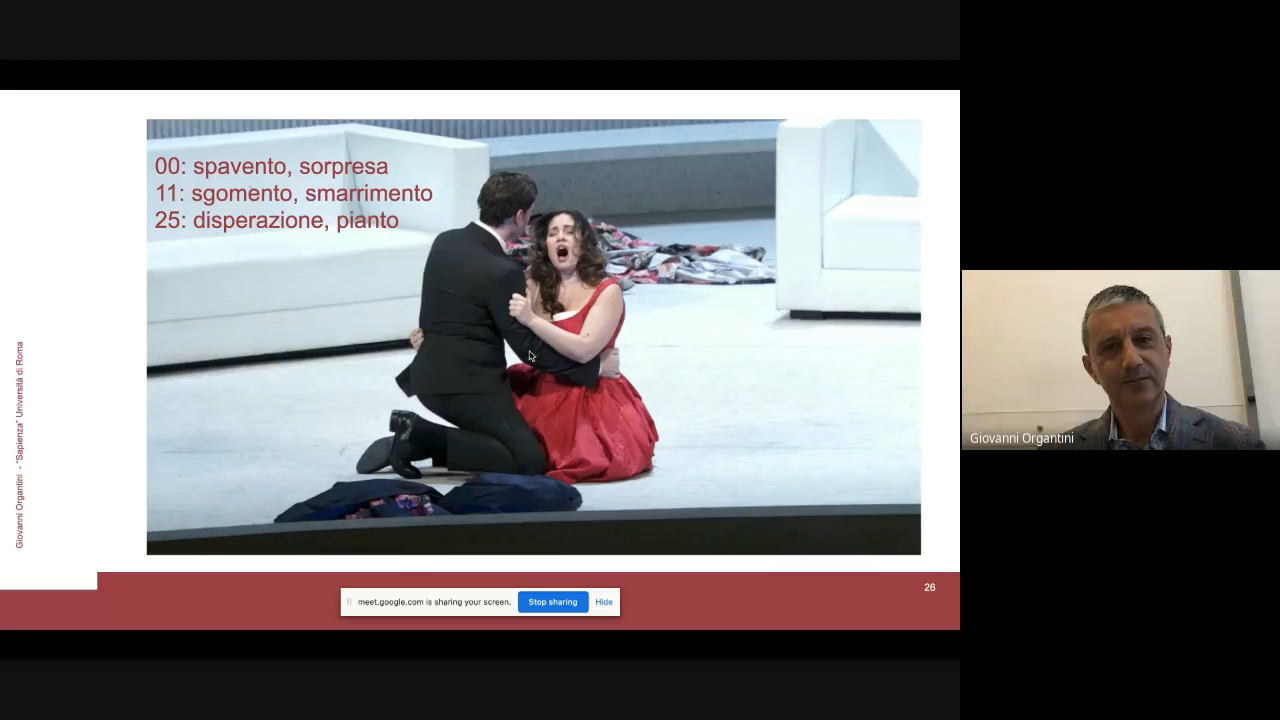 00: spavento, sorpresa
11: sgomento, smarrimento
25: disperazione, pianto
Giovanni Organtini - "Sapienza" Università di Roma
26
meet.google.com is sharing your screen.
Stop sharing
Hide
Giovanni Organtini